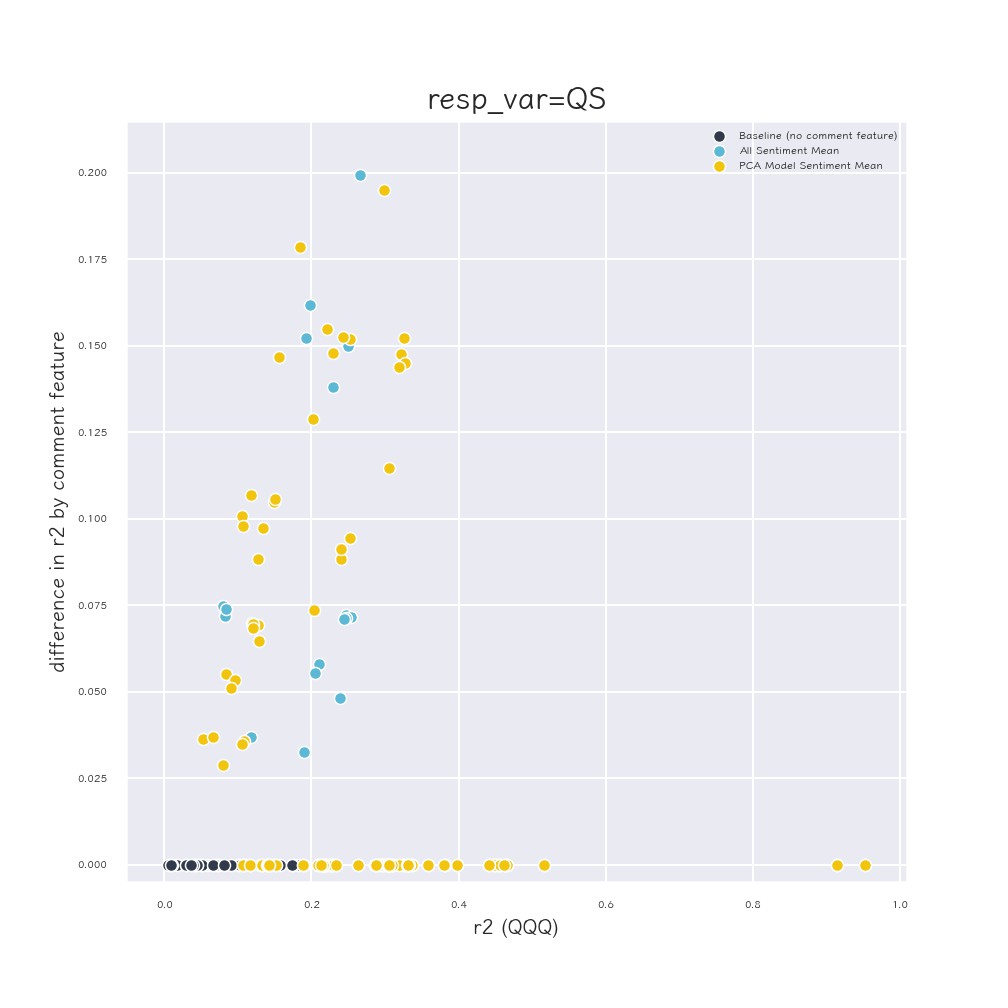 resp_var=QS
Baseline (no comment feature)
All Sentiment Mean
PCA Model Sentiment Mean
difference in r2 by comment feature
0.200
0.175
0.150
0.125
0.100
0.075
0.050
0.025
0.000
0.0 0.2 0.4 0.6 0.8 1.0
r2 (QQQ)